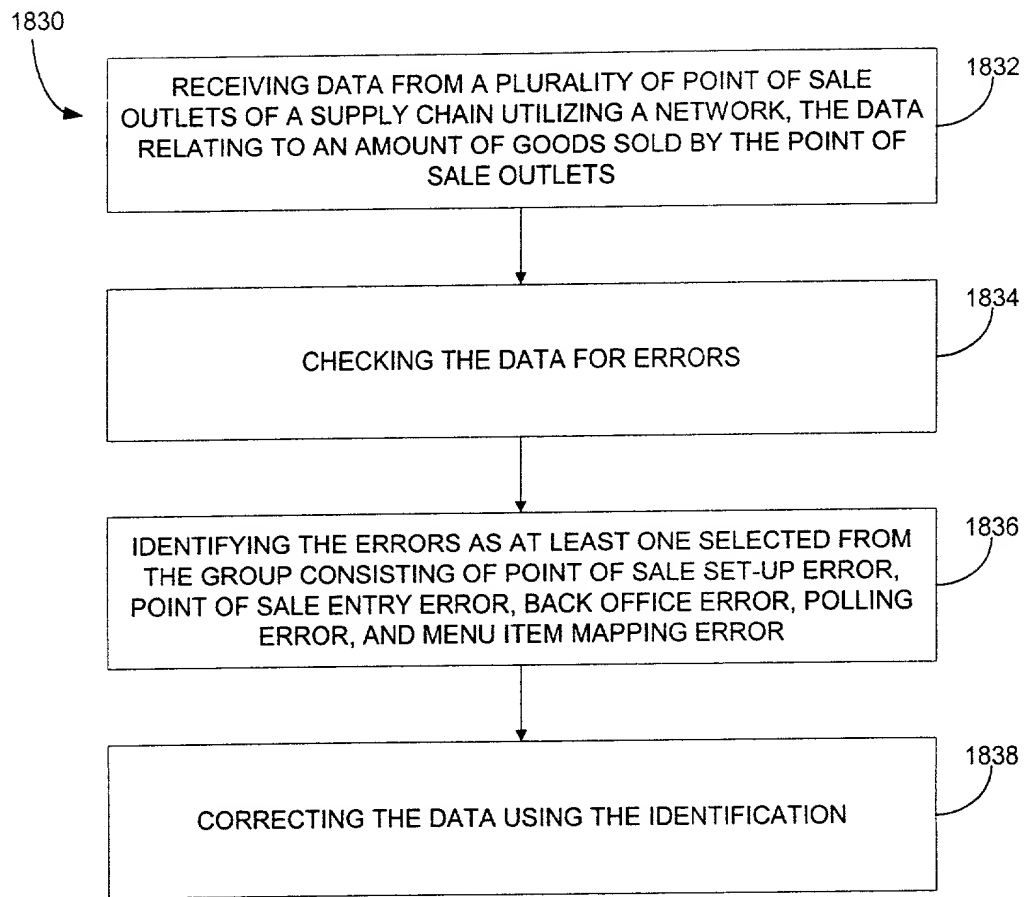 1830
1832
RECEIVING DATA FROM A PLURALITY OF POINT OF SALE
OUTLETS OF A SUPPLY CHAIN UTILIZING A NETWORK, THE DATA
RELATING TO AN AMOUNT OF GOODS SOLD BY THE POINT OF
SALE OUTLETS
1834
CHECKING THE DATA FOR ERRORS
1836
IDENTIFYING THE ERRORS AS AT LEAST ONE SELECTED FROM
THE GROUP CONSISTING OF POINT OF SALE SET-UP ERROR,
POINT OF SALE ENTRY ERROR, BACK OFFICE ERROR, POLLING
ERROR, AND MENU ITEM MAPPING ERROR
1838
CORRECTING THE DATA USING THE IDENTIFICATION